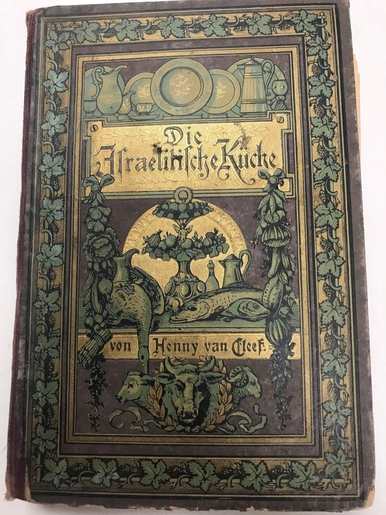 Die
Israelitische Küche
von Henny van Cleef.